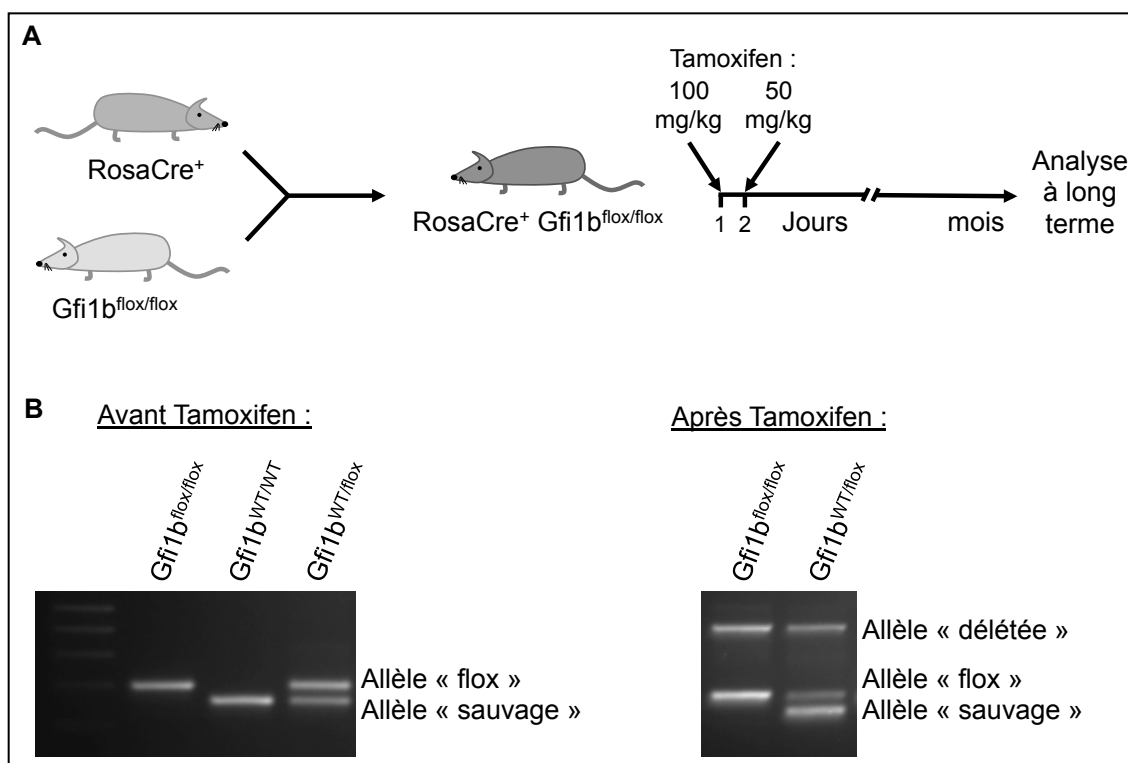 A
RosaCre⁺
Gfi1b^flox/flox
RosaCre⁺ Gfi1b^flox/flox
Tamoxifen :
100 50
mg/kg mg/kg
1 2 Jours mois
Analyse
à long
terme
B
Avant Tamoxifen :
Gfi1b^flox/flox
Gfi1b^WT/WT
Gfi1b^WT/flox
Allèle « flox »
Allèle « sauvage »
Après Tamoxifen :
Gfi1b^flox/flox
Gfi1b^WT/flox
Allèle « délétée »
Allèle « flox »
Allèle « sauvage »